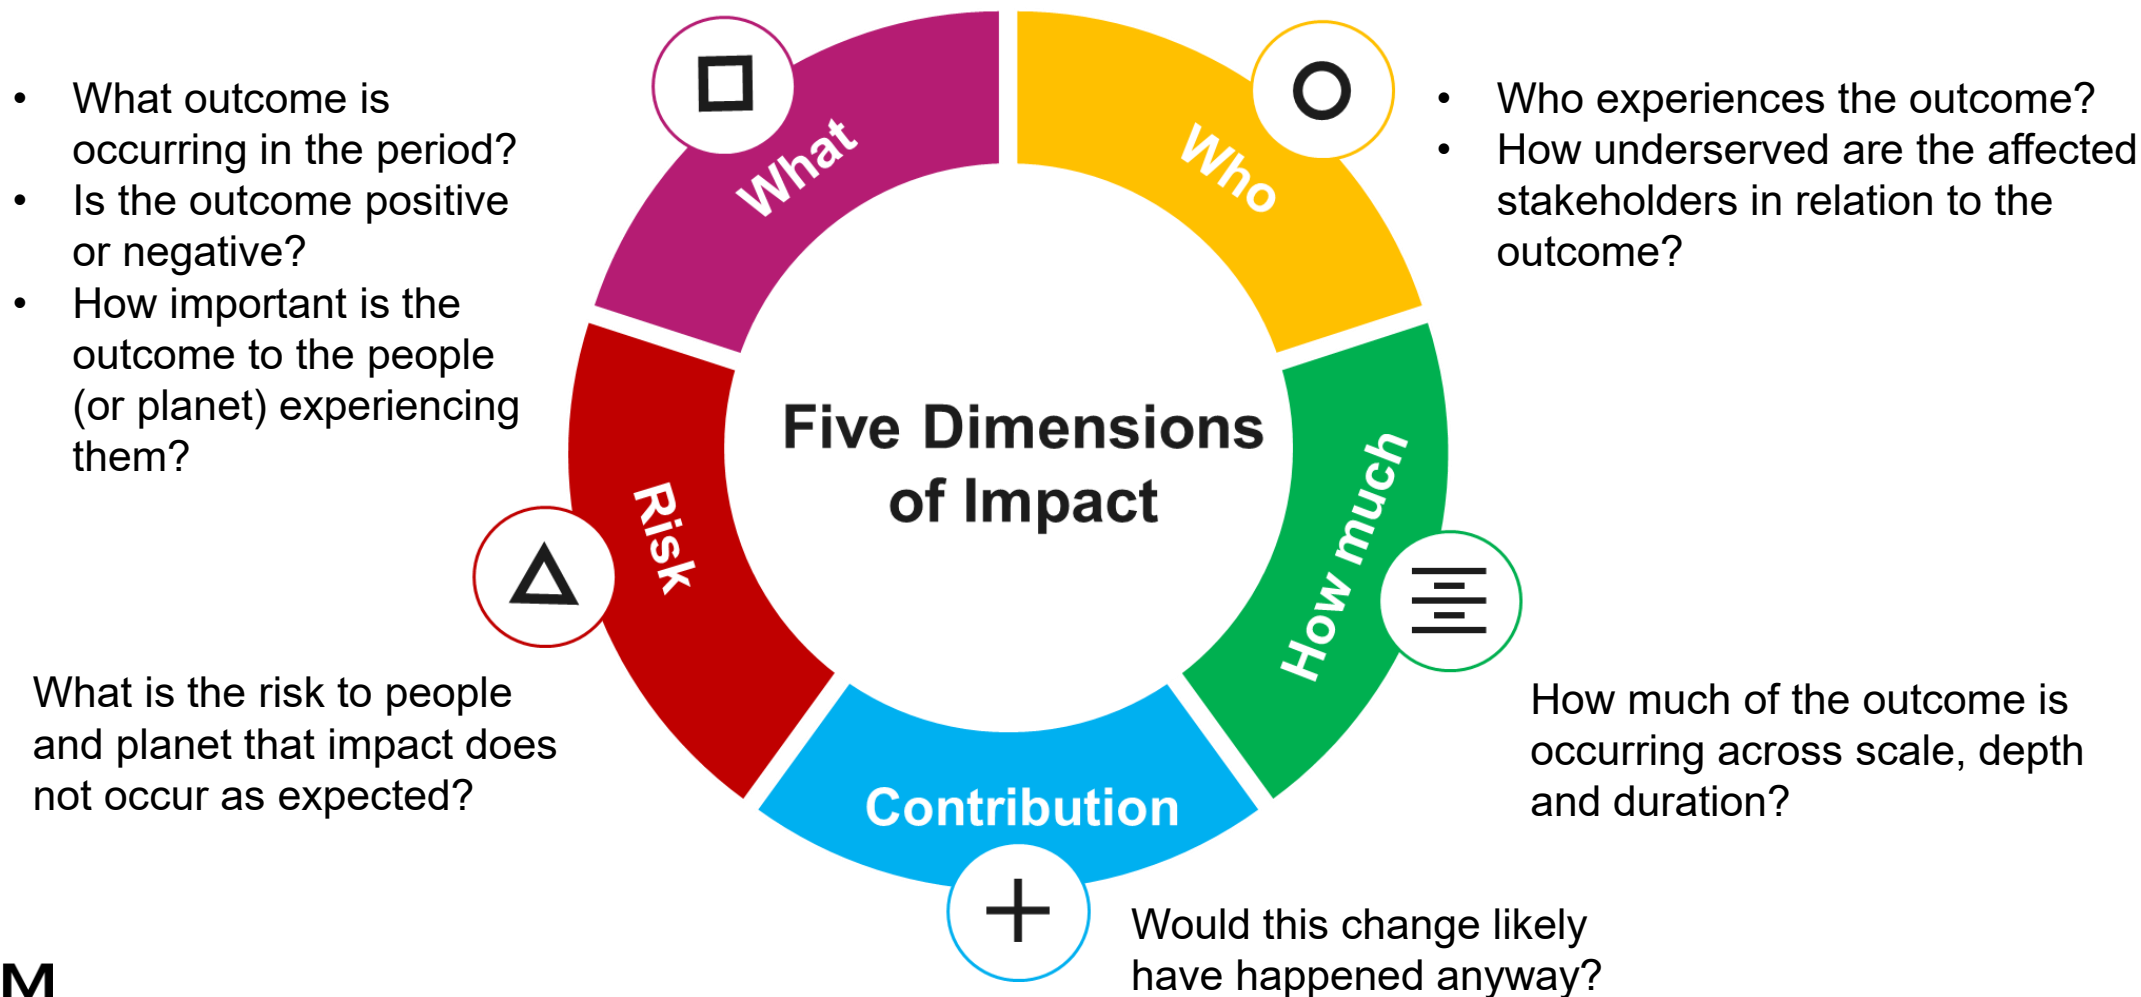 • What outcome is
occurring in the period?
• Is the outcome positive
or negative?
• How important is the
outcome to the people
(or planet) experiencing
them?
What
Who
• Who experiences the outcome?
• How underserved are the affected
stakeholders in relation to the
outcome?
Five Dimensions
of Impact
Risk
How much
What is the risk to people
and planet that impact does
not occur as expected?
How much of the outcome is
occurring across scale, depth
and duration?
Contribution
Would this change likely
have happened anyway?
M